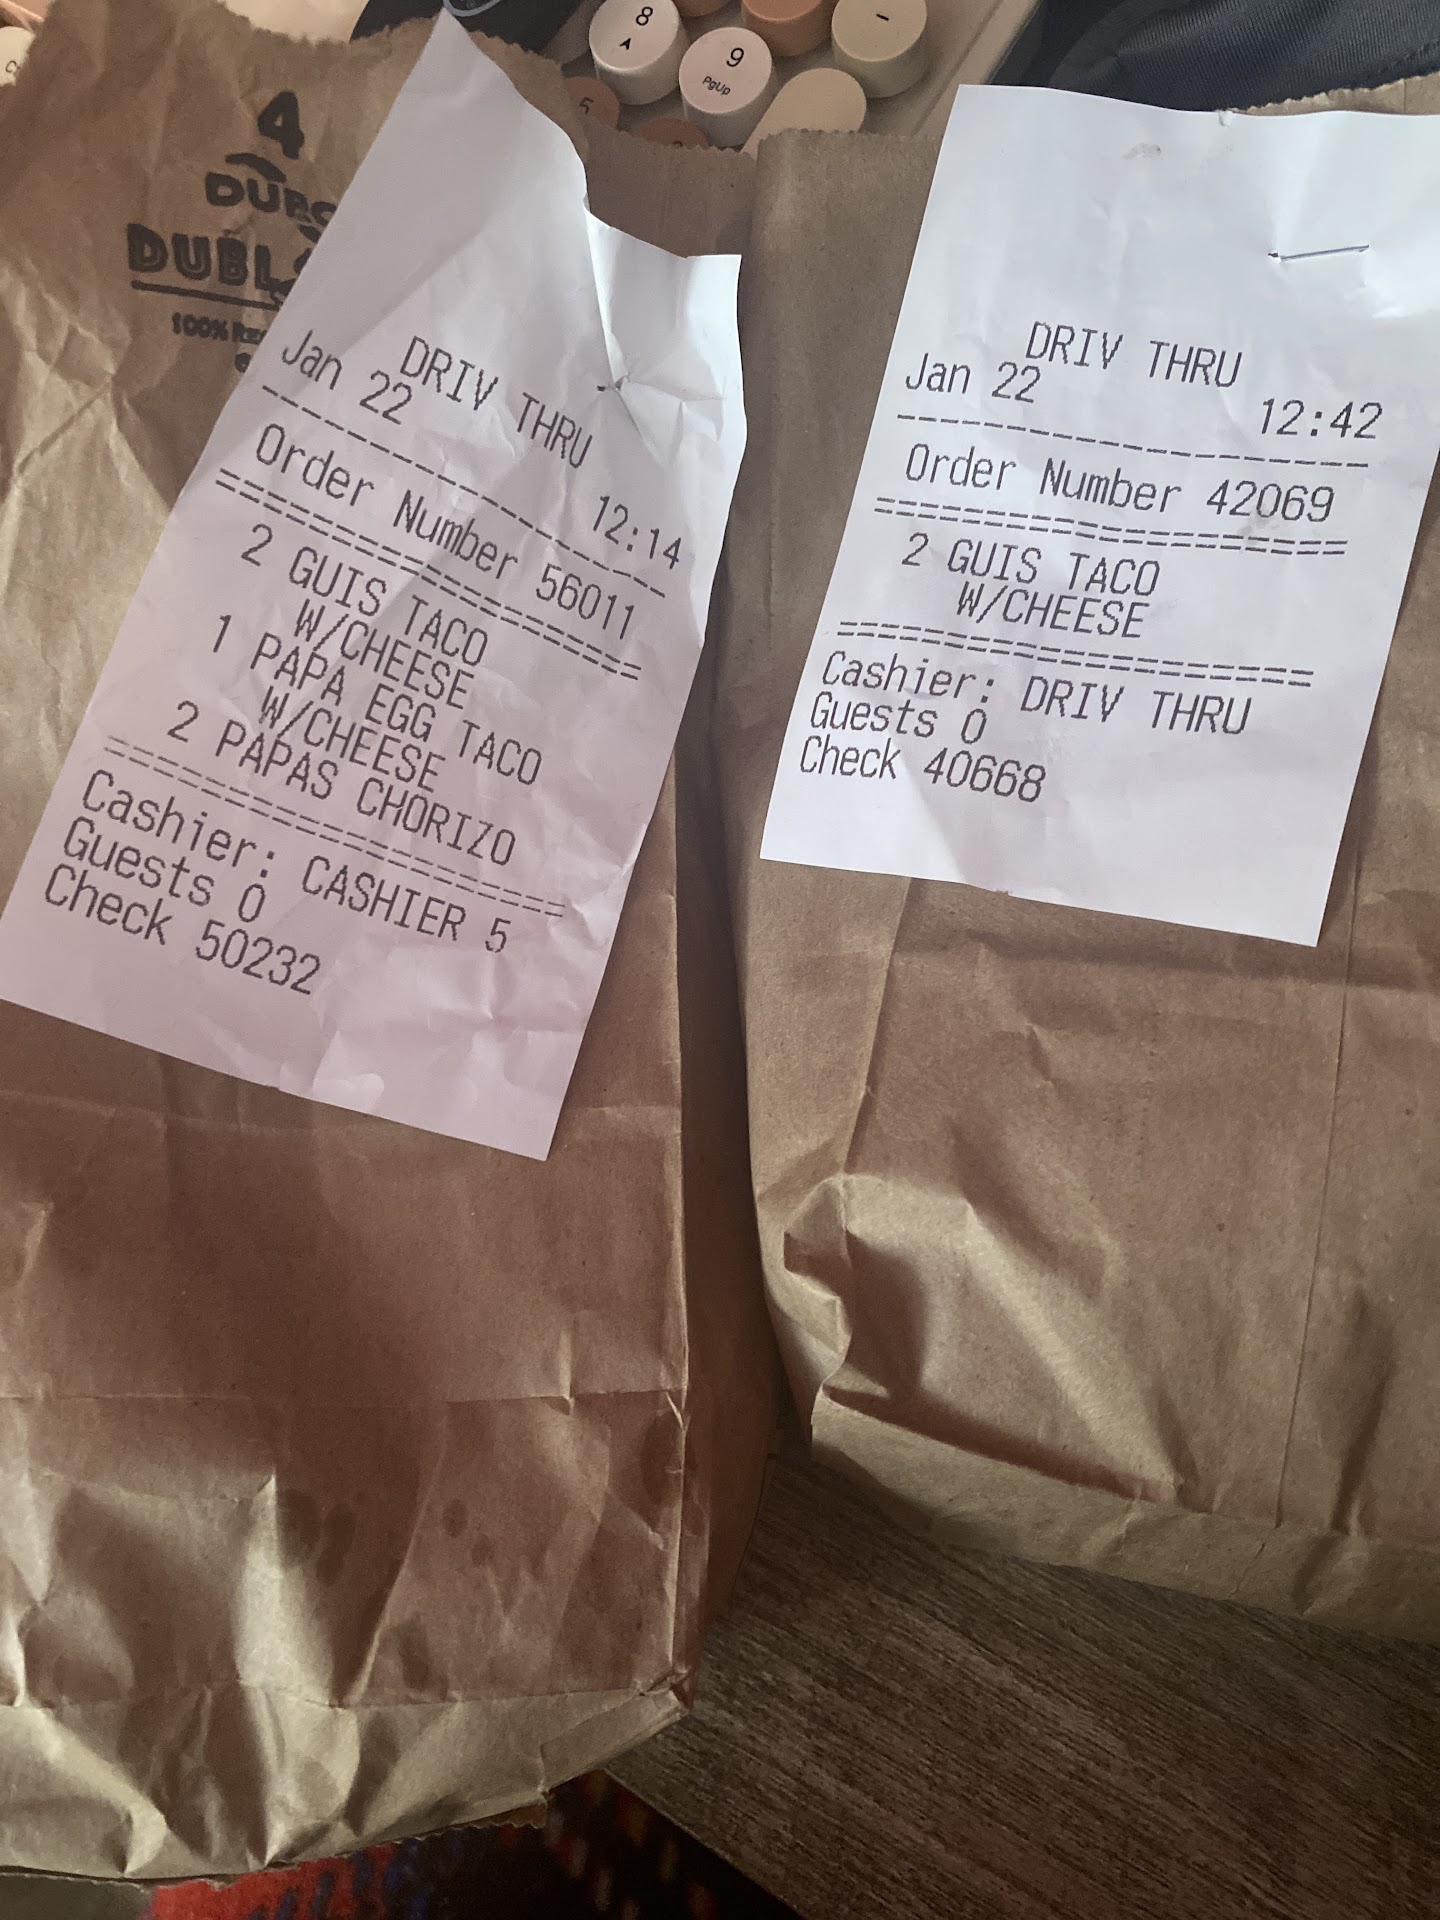 8
9
PgUp
5
4
DURO
DUBL
100%
DRIV THRU
Jan 22
12:14
Order Number 56011
2 GUIS TACO
W/CHEESE
1 PAPA EGG TACO
W/CHEESE
2 PAPAS CHORIZO
Cashier: CASHIER 5
Guests 0
Check 50232
DRIV THRU
Jan 22
12:42
Order Number 42069
2 GUIS TACO
W/CHEESE
Cashier: DRIV THRU
Guests 0
Check 40668